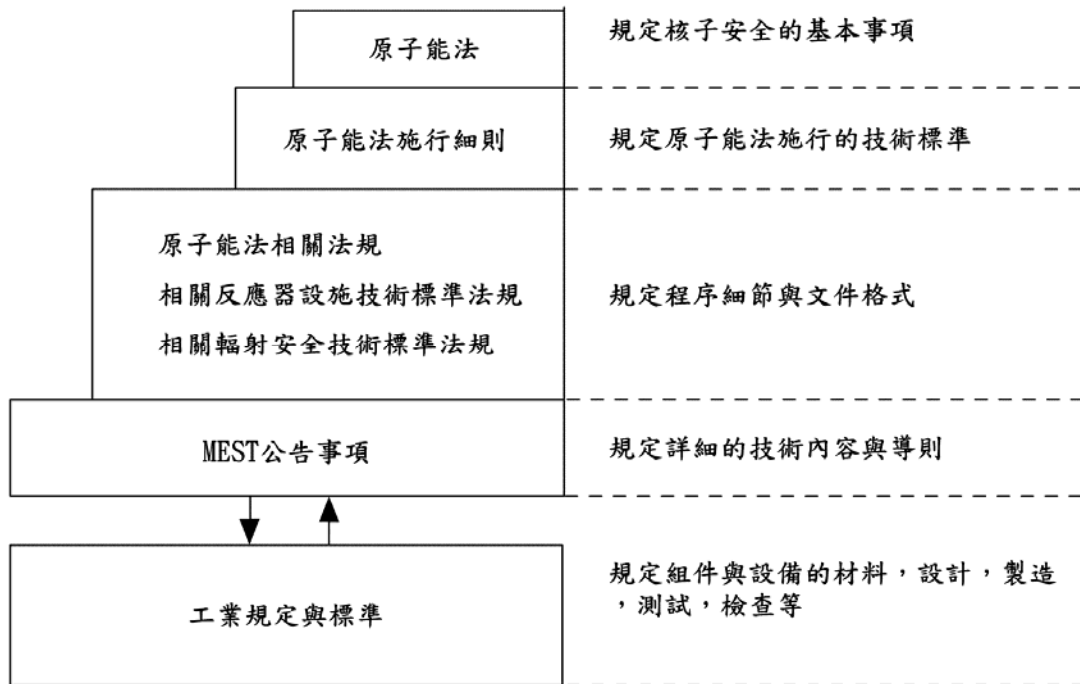 原子能法
規定核子安全的基本事項
原子能法施行細則
規定原子能法施行的技術標準
原子能法相關法規
相關反應器設施技術標準法規
相關輻射安全技術標準法規
規定程序細節與文件格式
MEST公告事項
規定詳細的技術內容與導則
工業規定與標準
規定組件與設備的材料，設計，製造
，測試，檢查等